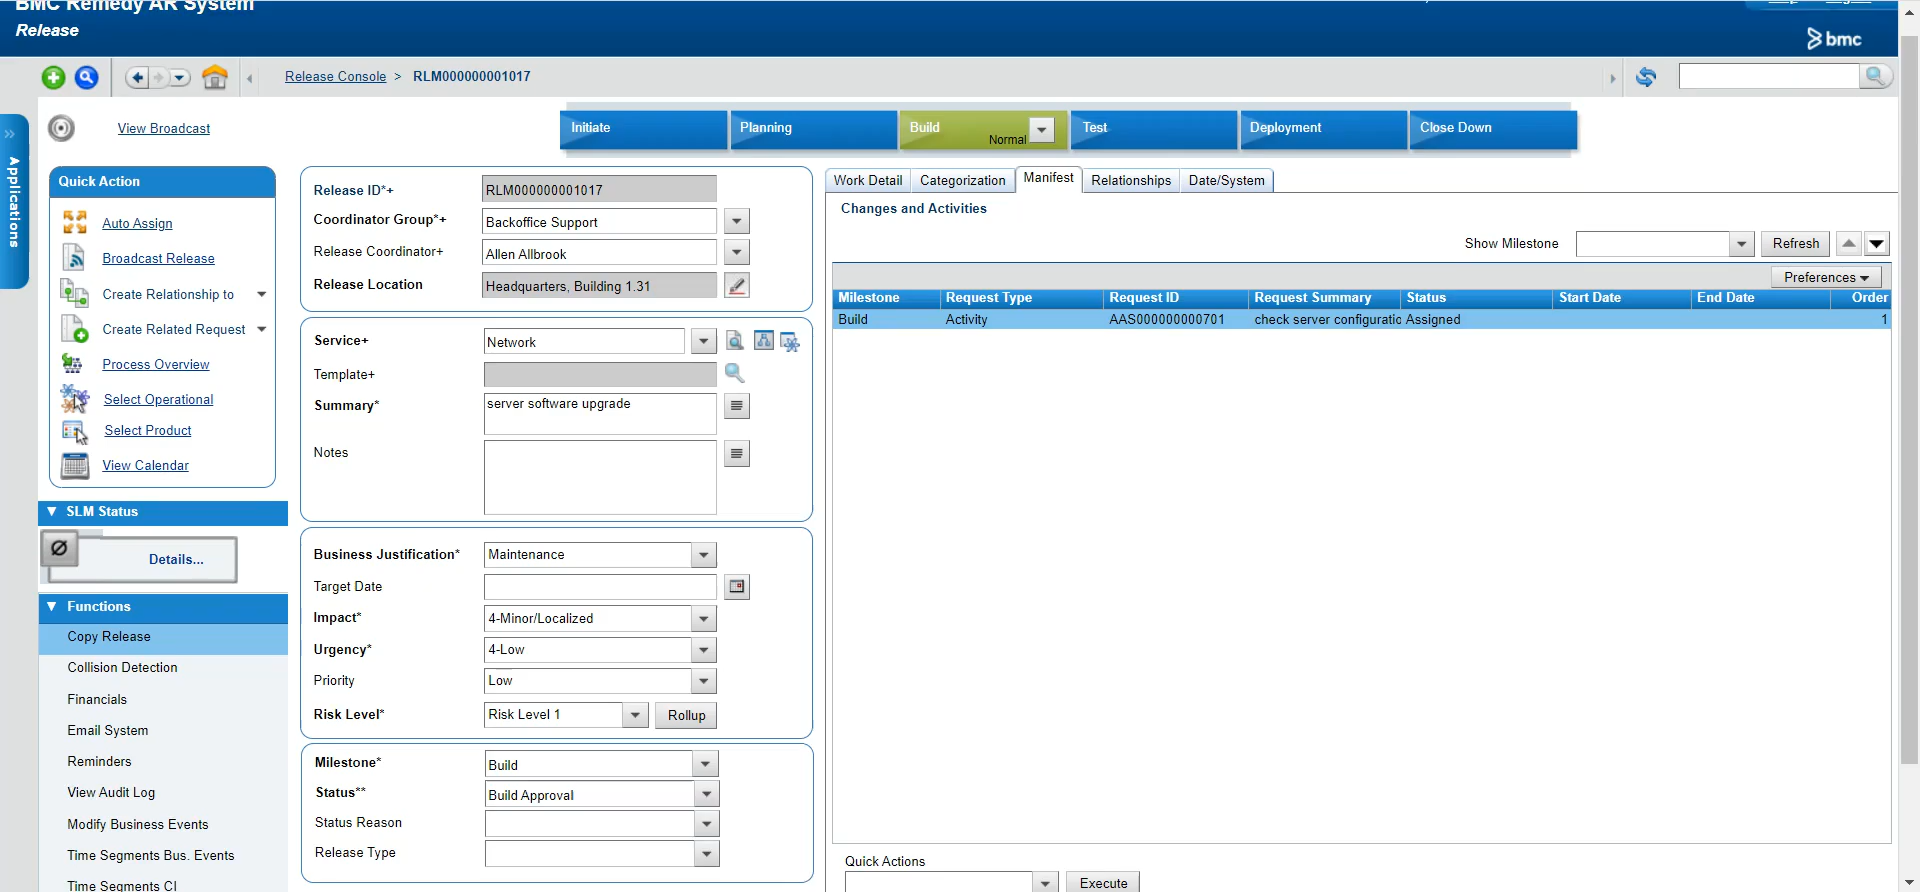 BMC Remedy AR System
Release
bmc
Release Console > RLM000000001017
Applications
View Broadcast
Initiate
Planning
Build
Normal
Test
Deployment
Close Down
Quick Action
Auto Assign
Broadcast Release
Create Relationship to
Create Related Request
Process Overview
Select Operational
Select Product
View Calendar
SLM Status
Details...
Functions
Copy Release
Collision Detection
Financials
Email System
Reminders
View Audit Log
Modify Business Events
Time Segments Bus. Events
Time Segments CI
Release ID*+ RLM000000001017
Coordinator Group*+ Backoffice Support
Release Coordinator+ Allen Allbrook
Release Location Headquarters, Building 1.31
Service+ Network
Template+
Summary* server software upgrade
Notes
Business Justification* Maintenance
Target Date
Impact* 4-Minor/Localized
Urgency* 4-Low
Priority Low
Risk Level* Risk Level 1 Rollup
Milestone* Build
Status** Build Approval
Status Reason
Release Type
Work Detail Categorization Manifest Relationships Date/System
Changes and Activities
Show Milestone Refresh
Preferences
Milestone Request Type Request ID Request Summary Status Start Date End Date Order
Build Activity AAS000000000701 check server configuratic Assigned 1
Quick Actions
Execute